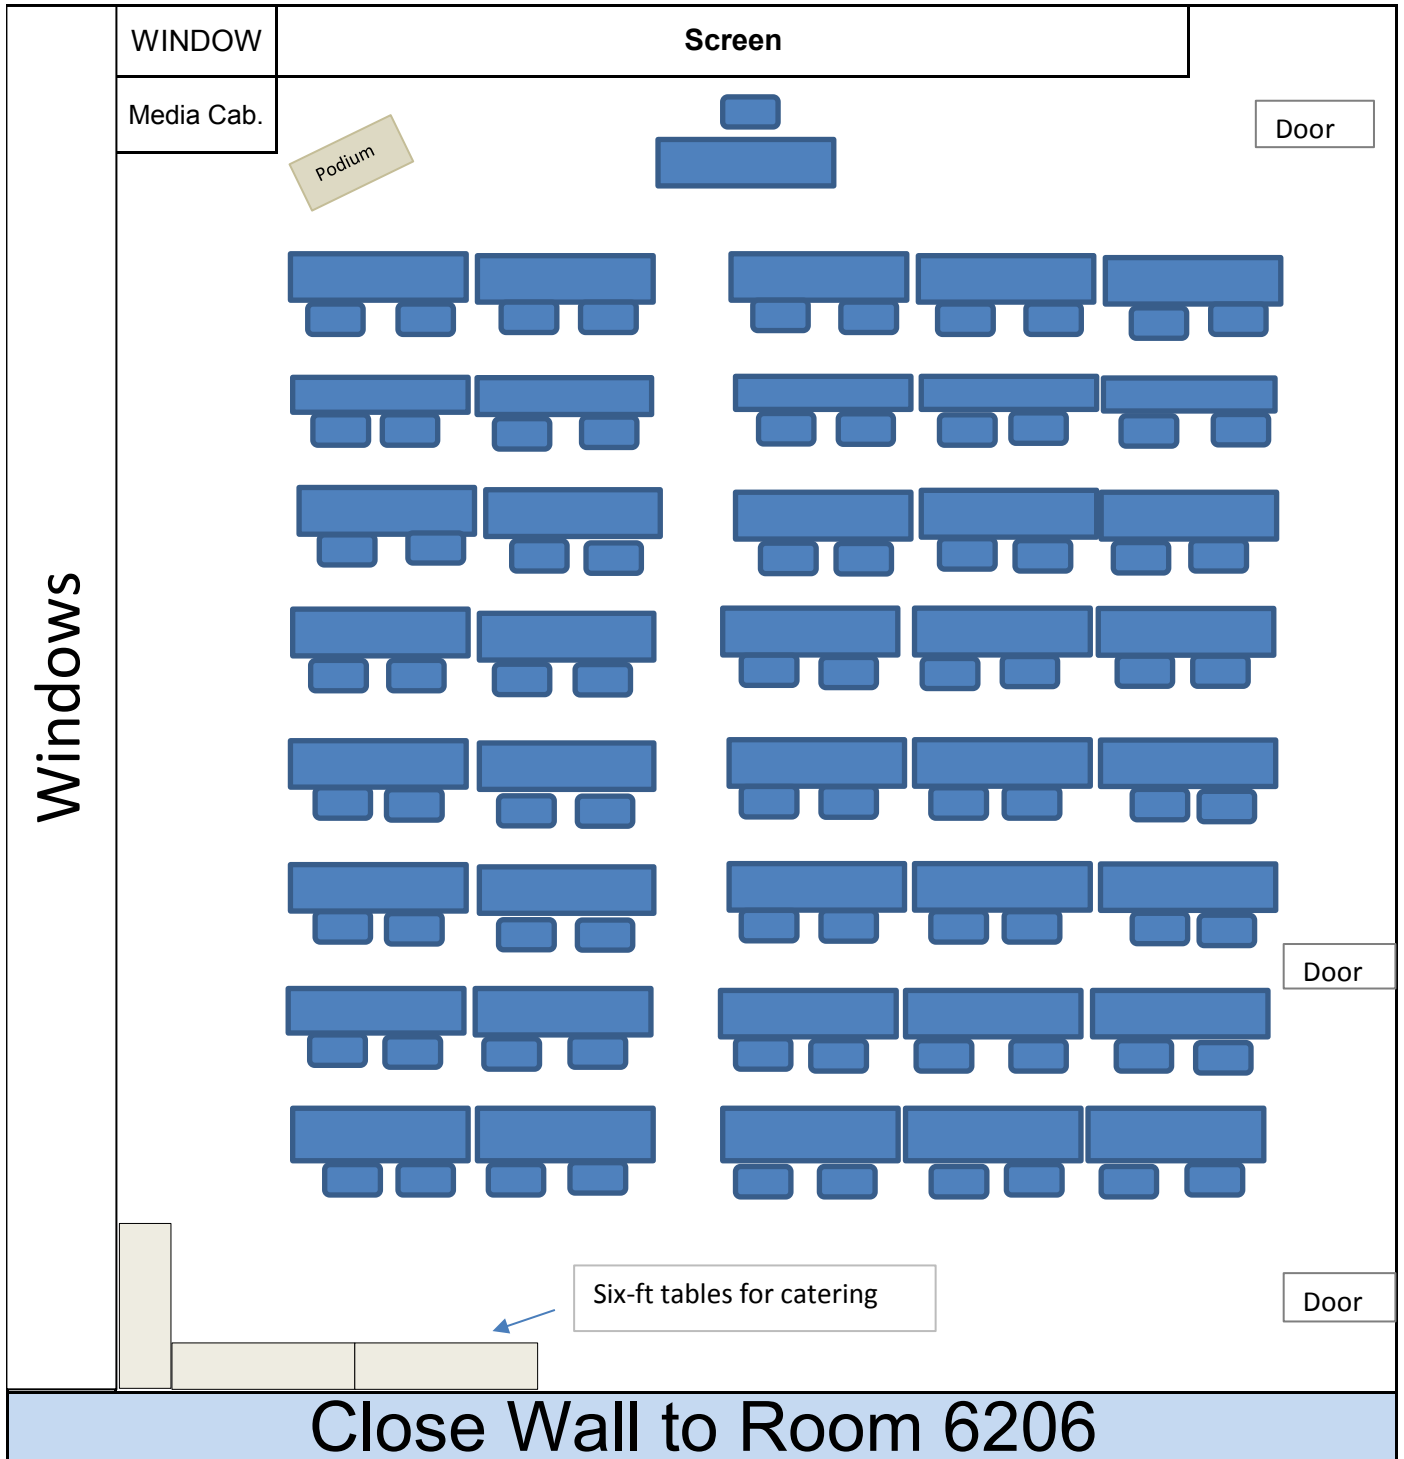 WINDOW
Screen
Media Cab.
Door
Podium
Windows
Door
Six-ft tables for catering
Door
Close Wall to Room 6206